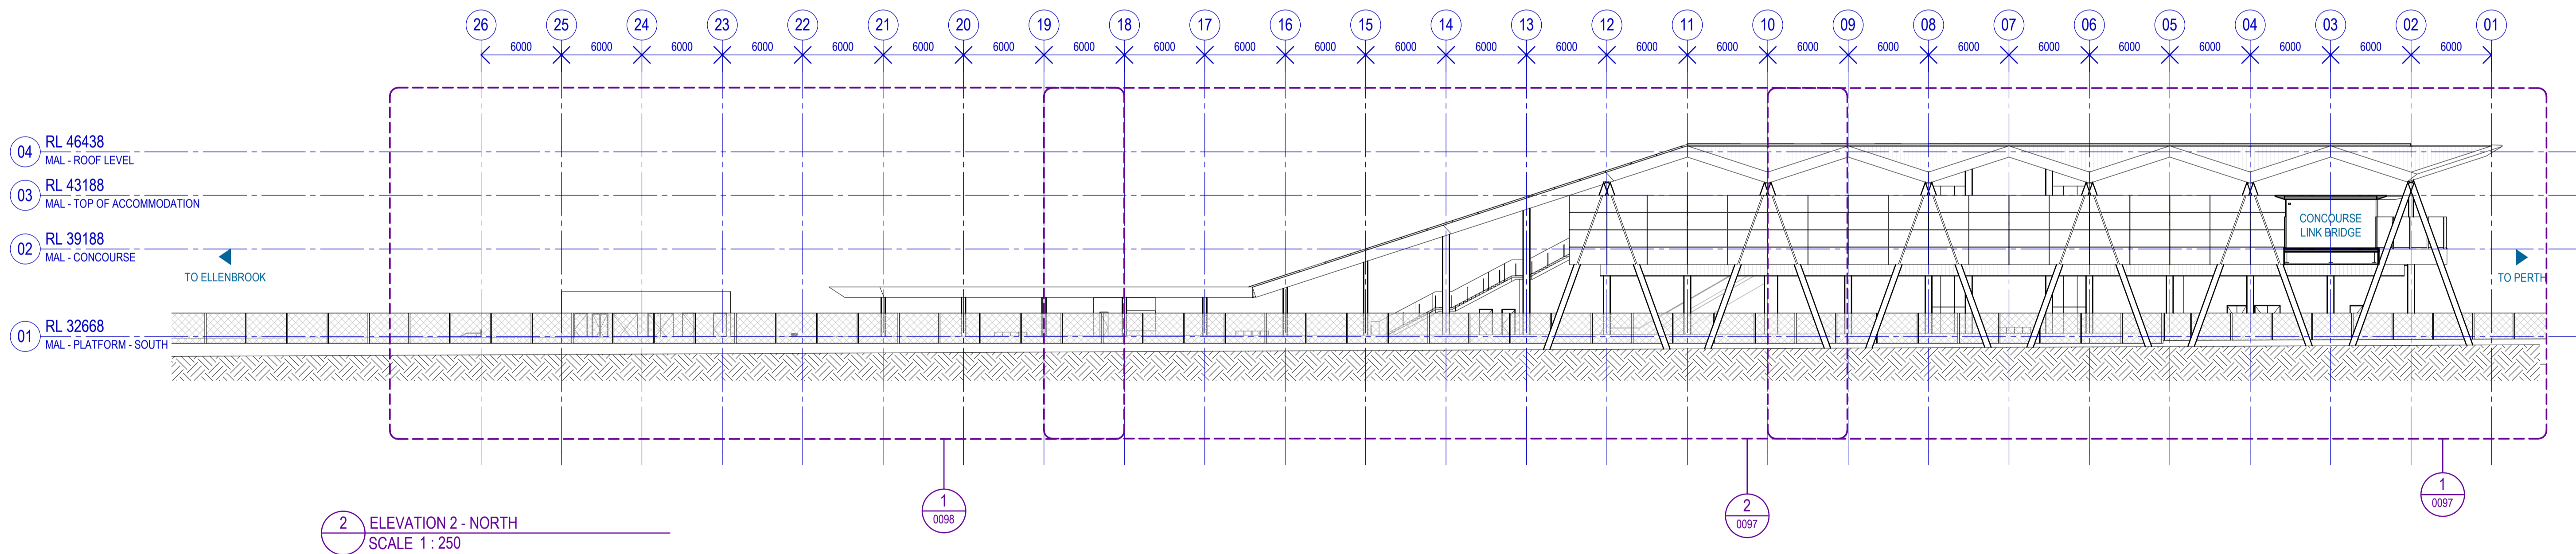 26 25 24 23 22 21 20 19 18 17 16 15 14 13 12 11 10 09 08 07 06 05 04 03 02 01
6000 6000 6000 6000 6000 6000 6000 6000 6000 6000 6000 6000 6000 6000 6000 6000 6000 6000 6000 6000 6000 6000 6000 6000 6000
04 RL 46438
MAL - ROOF LEVEL
03 RL 43188
MAL - TOP OF ACCOMMODATION
02 RL 39188
MAL - CONCOURSE
TO ELLENBROOK
CONCOURSE
LINK BRIDGE
TO PERTH
01 RL 32668
MAL - PLATFORM - SOUTH
1
0098
2
0097
1
0097
2 ELEVATION 2 - NORTH
SCALE 1 : 250